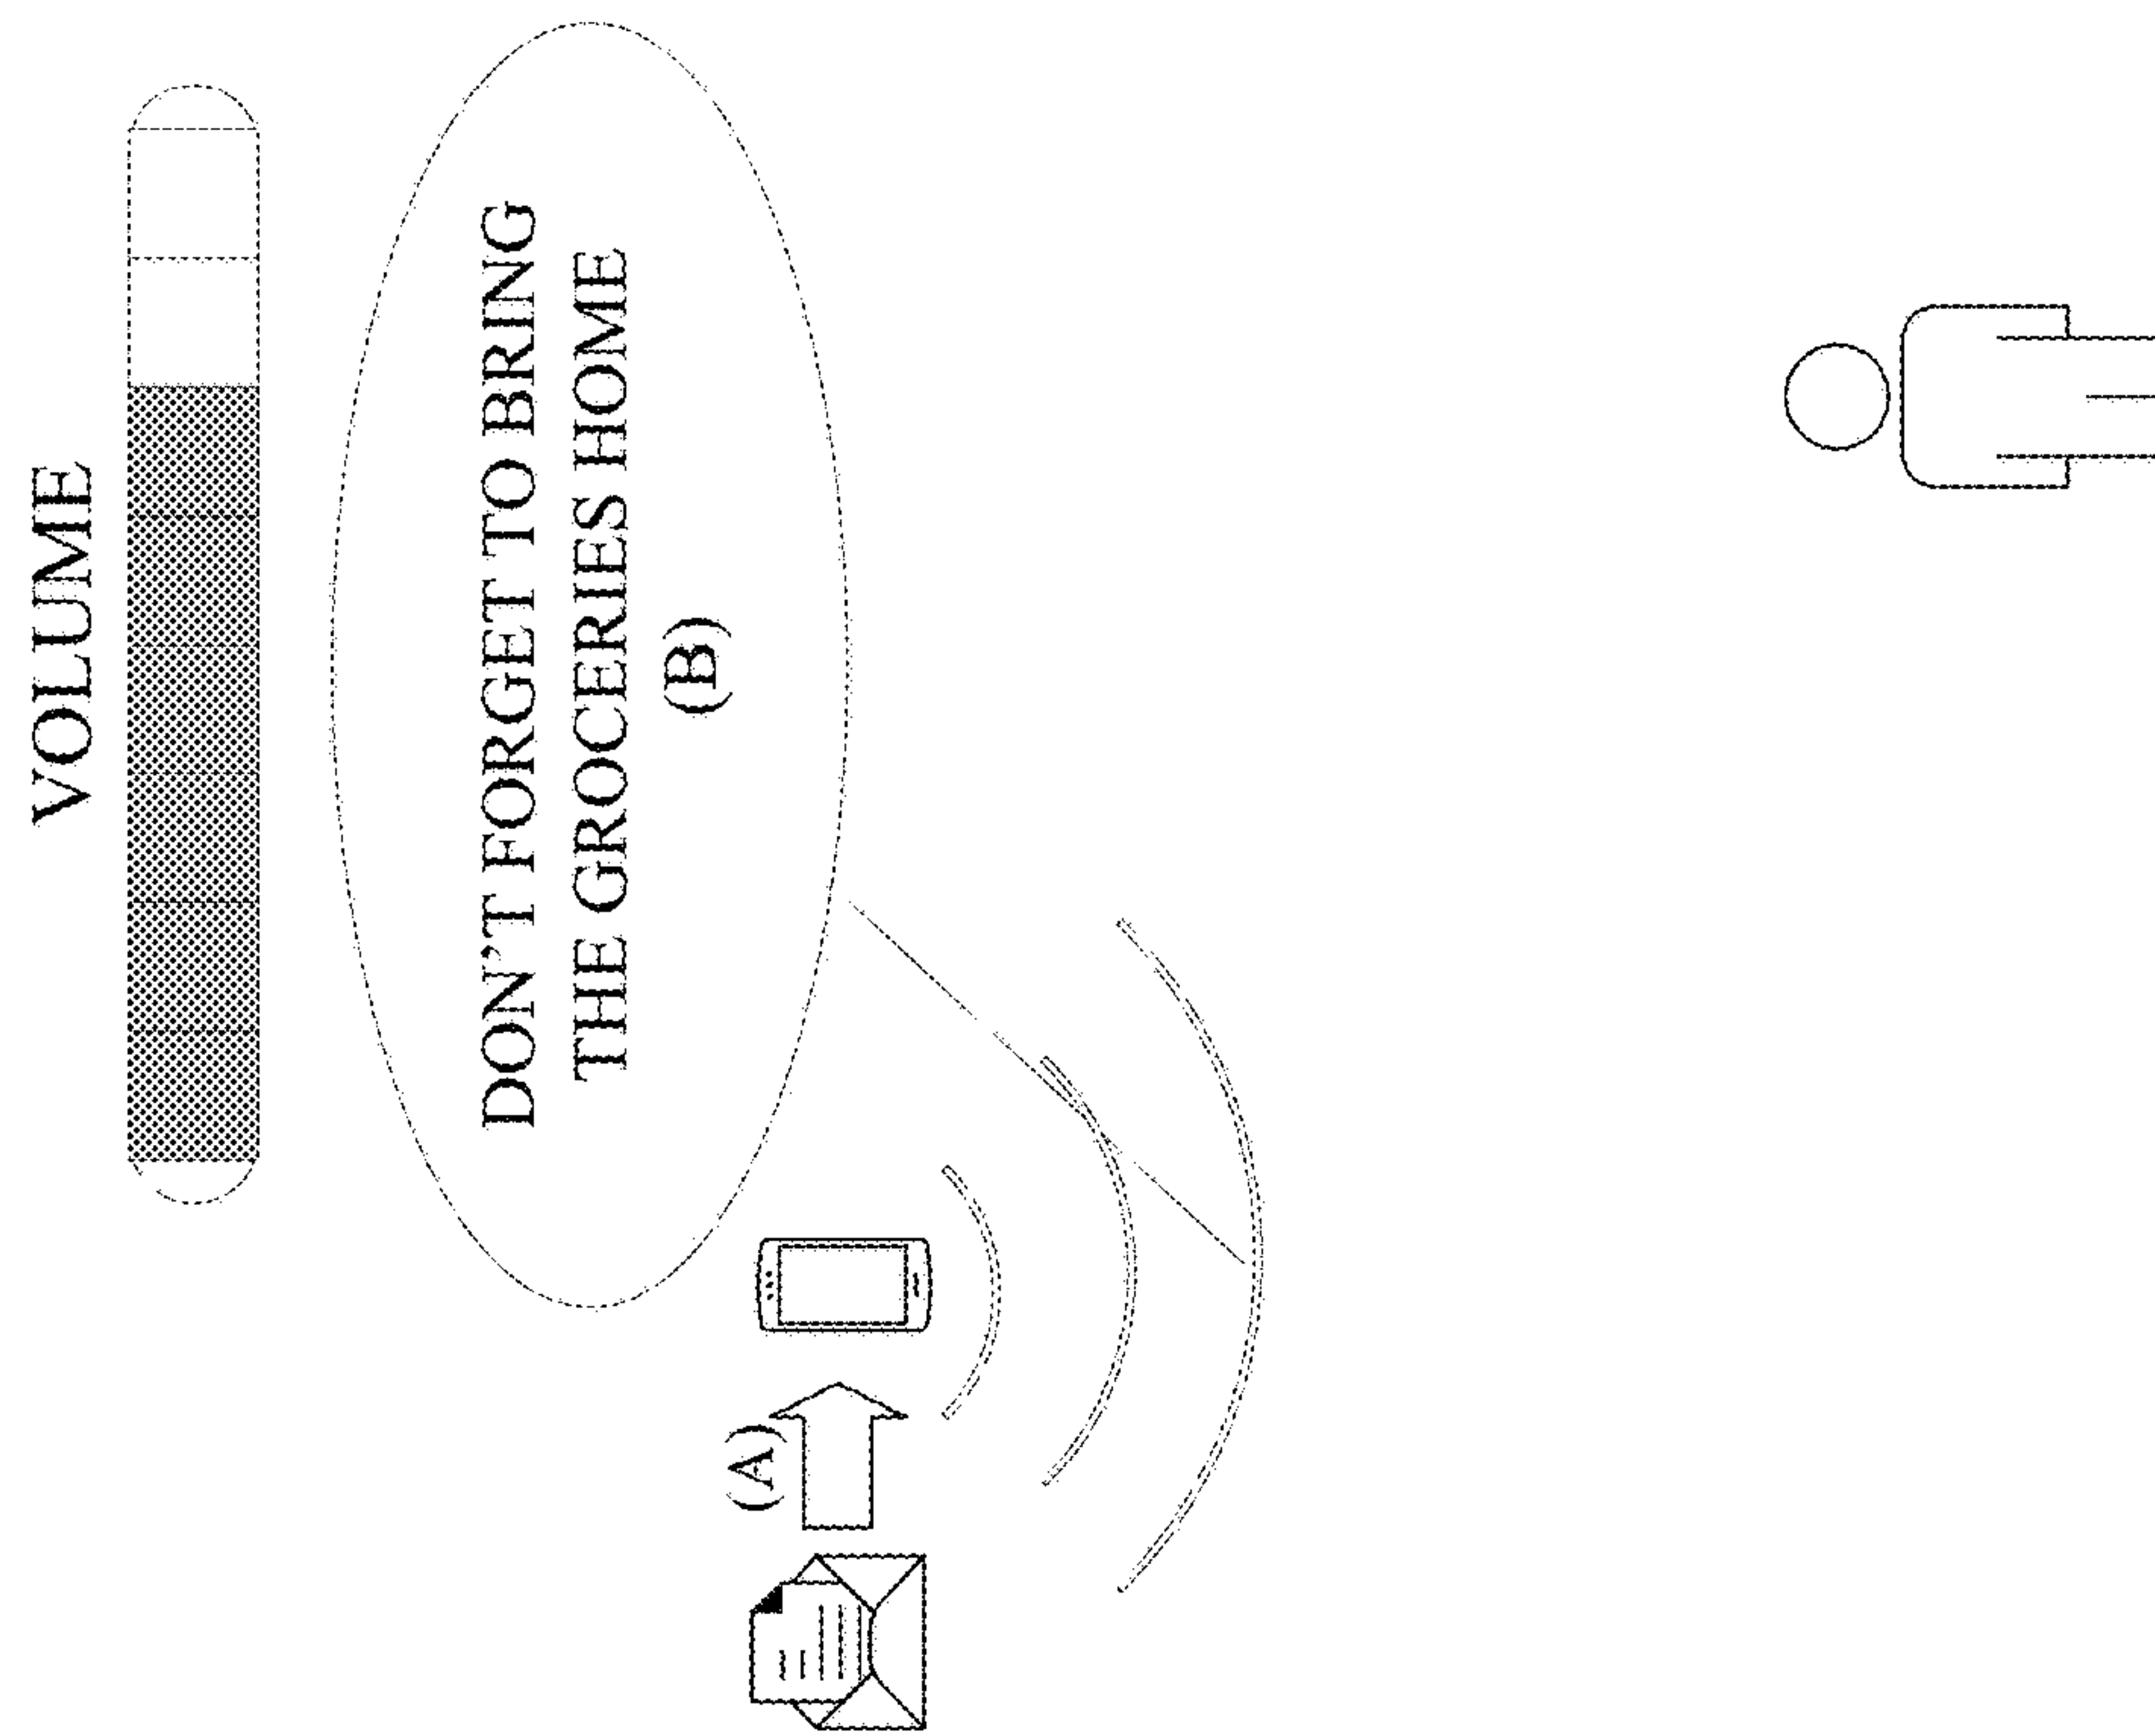 VOLUME
DON'T FORGET TO BRING
THE GROCERIES HOME
(B)
(A)